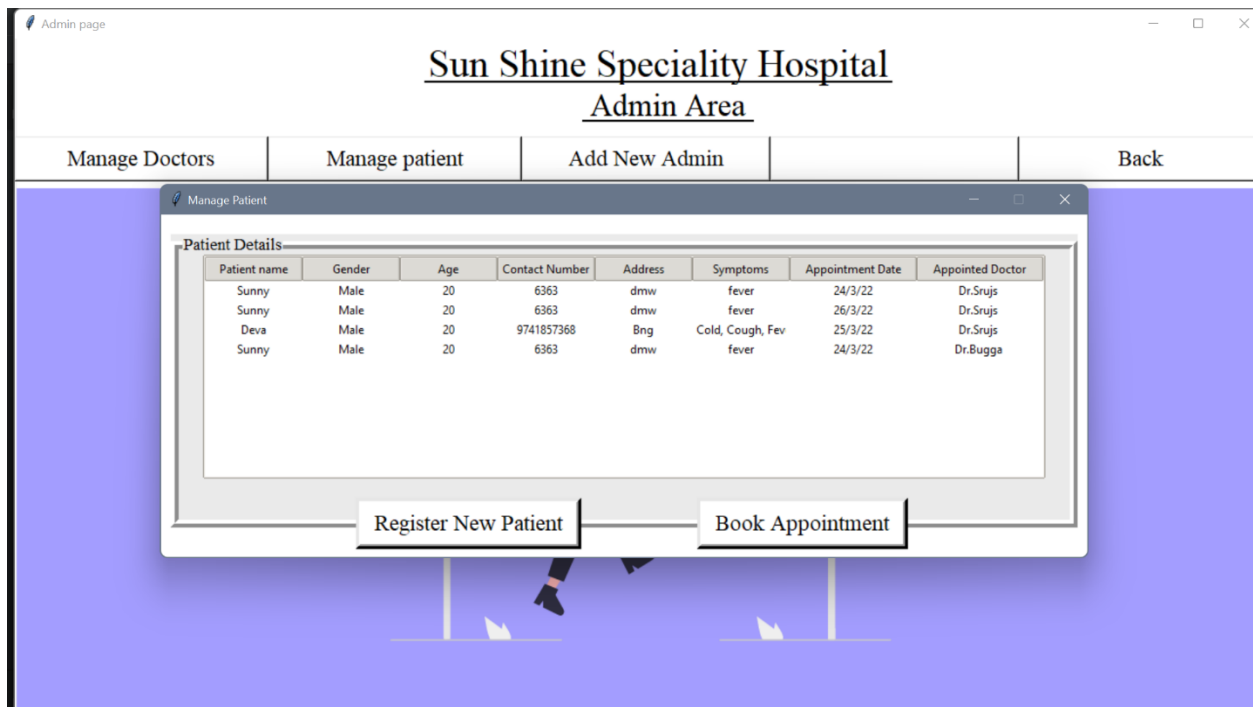 Admin page
Sun Shine Speciality Hospital
Admin Area
Manage Doctors Manage patient Add New Admin Back
Manage Patient
Patient Details
Patient name Gender Age Contact Number Address Symptoms Appointment Date Appointed Doctor
Sunny Male 20 6363 dmw fever 24/3/22 Dr.Srujs
Sunny Male 20 6363 dmw fever 26/3/22 Dr.Srujs
Deva Male 20 9741857368 Bng Cold, Cough, Fev 25/3/22 Dr.Srujs
Sunny Male 20 6363 dmw fever 24/3/22 Dr.Bugga
Register New Patient Book Appointment